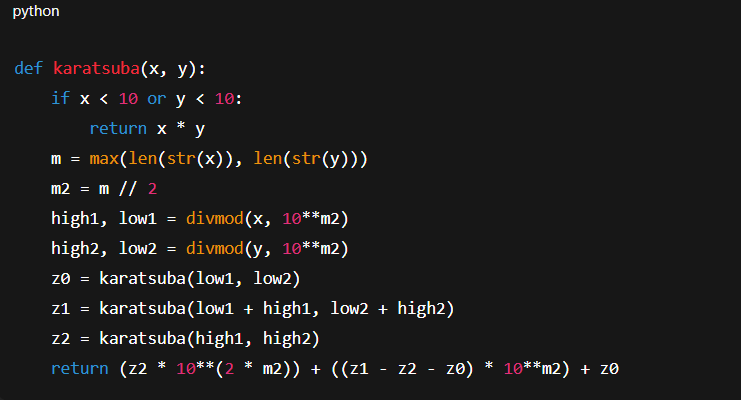 python
def karatsuba(x, y):
    if x < 10 or y < 10:
        return x * y
    m = max(len(str(x)), len(str(y)))
    m2 = m // 2
    high1, low1 = divmod(x, 10**m2)
    high2, low2 = divmod(y, 10**m2)
    z0 = karatsuba(low1, low2)
    z1 = karatsuba(low1 + high1, low2 + high2)
    z2 = karatsuba(high1, high2)
    return (z2 * 10**(2 * m2)) + ((z1 - z2 - z0) * 10**m2) + z0